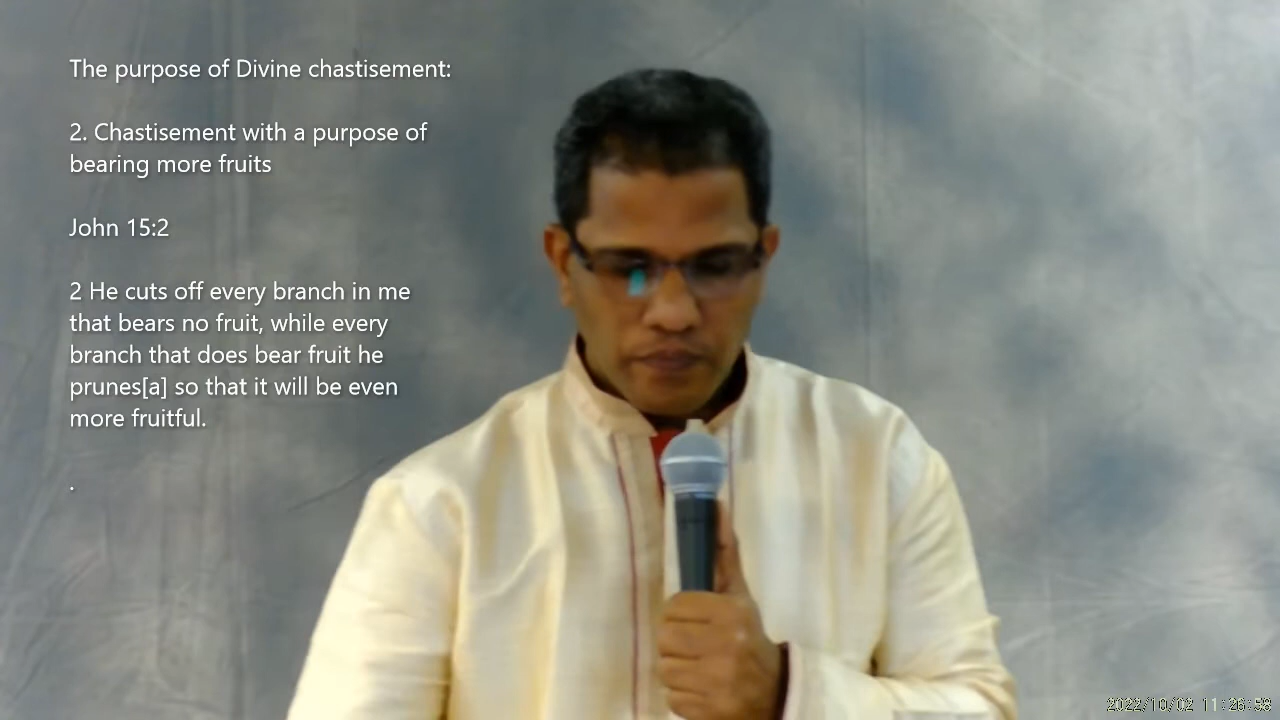 The purpose of Divine chastisement:
2. Chastisement with a purpose of
bearing more fruits
John 15:2
2 He cuts off every branch in me
that bears no fruit, while every
branch that does bear fruit he
prunes[a] so that it will be even
more fruitful.
.
2022/10/02 11:26:58